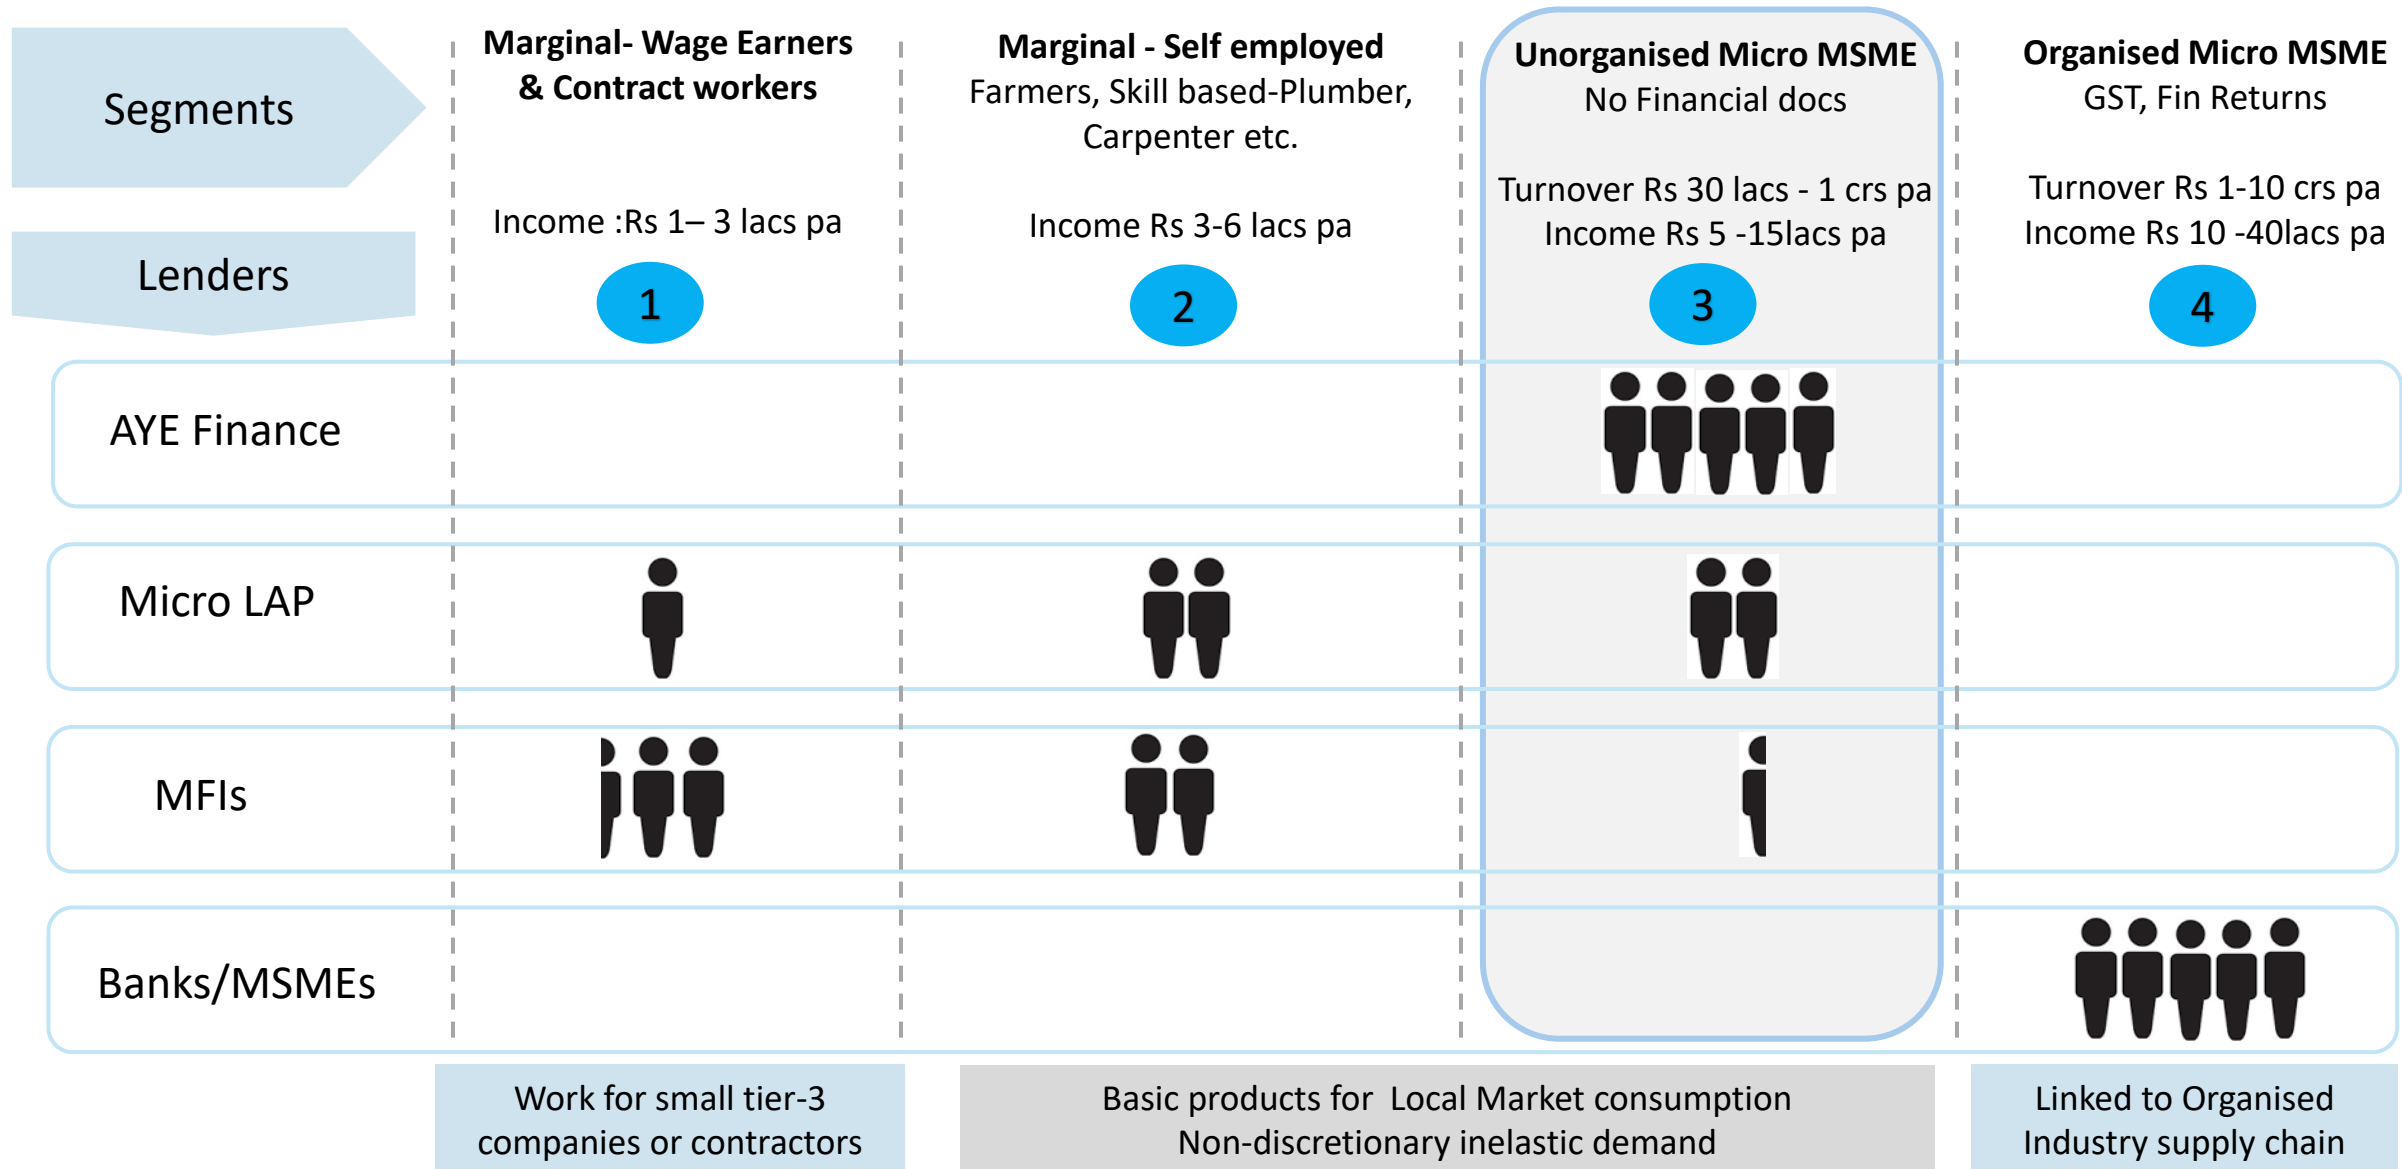 Segments
Marginal- Wage Earners
& Contract workers
Income :Rs 1– 3 lacs pa
Marginal - Self employed
Farmers, Skill based-Plumber,
Carpenter etc.
Income Rs 3-6 lacs pa
Unorganised Micro MSME
No Financial docs
Turnover Rs 30 lacs - 1 crs pa
Income Rs 5 -15lacs pa
Organised Micro MSME
GST, Fin Returns
Turnover Rs 1-10 crs pa
Income Rs 10 -40lacs pa
Lenders
1
2
3
4
AYE Finance
Micro LAP
MFIs
Banks/MSMEs
Work for small tier-3
companies or contractors
Basic products for  Local Market consumption
Non-discretionary inelastic demand
Linked to Organised
Industry supply chain